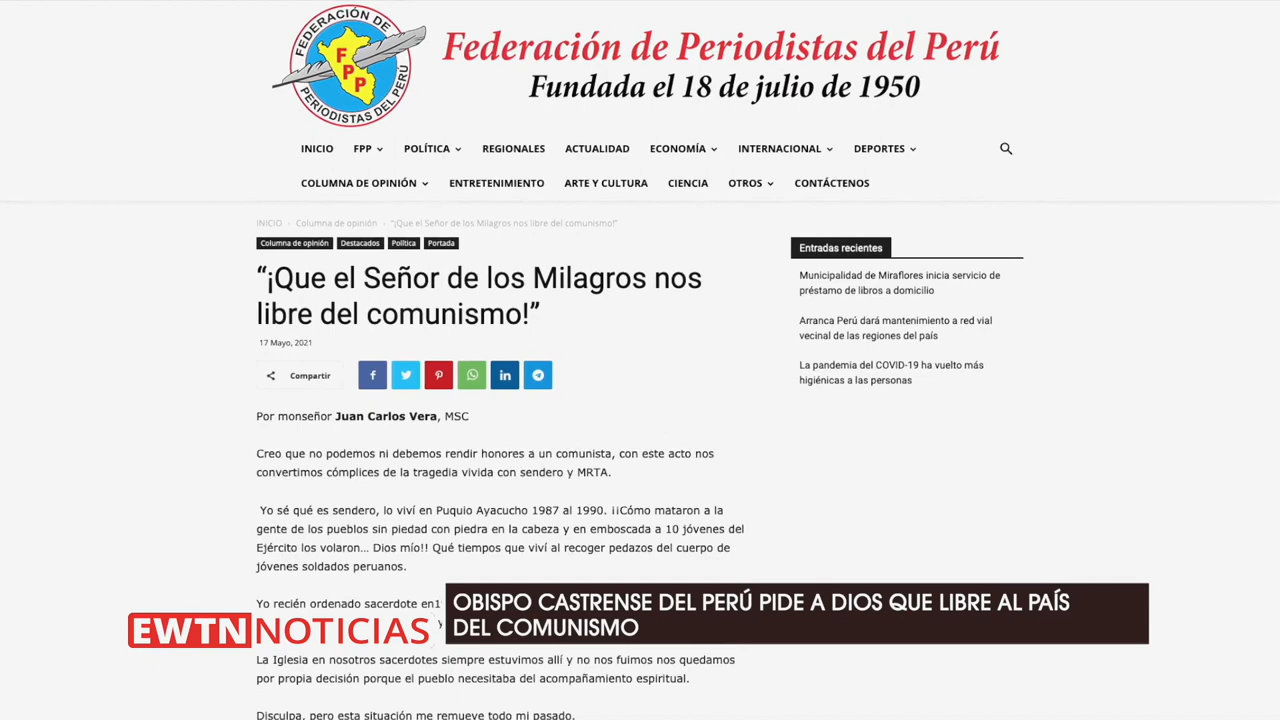 FEDERACIÓN DE
PERIODISTAS DEL PERÚ
F
P
P
Federación de Periodistas del Perú
Fundada el 18 de julio de 1950
INICIO FPP POLÍTICA REGIONALES ACTUALIDAD ECONOMÍA INTERNACIONAL DEPORTES
COLUMNA DE OPINIÓN ENTRETENIMIENTO ARTE Y CULTURA CIENCIA OTROS CONTÁCTENOS
INICIO › Columna de opinión › “¡Que el Señor de los Milagros nos libre del comunismo!”
Columna de opinión Destacados Política Portada
“¡Que el Señor de los Milagros nos
libre del comunismo!”
17 Mayo, 2021
Compartir
Por monseñor Juan Carlos Vera, MSC
Creo que no podemos ni debemos rendir honores a un comunista, con este acto nos
convertimos cómplices de la tragedia vivida con sendero y MRTA.
Yo sé qué es sendero, lo viví en Puquio Ayacucho 1987 al 1990. ¡¡Cómo mataron a la
gente de los pueblos sin piedad con piedra en la cabeza y en emboscada a 10 jóvenes del
Ejército los volaron... Dios mío!! Qué tiempos que viví al recoger pedazos del cuerpo de
jóvenes soldados peruanos.
Yo recién ordenado sacerdote en
y
La Iglesia en nosotros sacerdotes siempre estuvimos allí y no nos fuimos nos quedamos
por propia decisión porque el pueblo necesitaba del acompañamiento espiritual.
Disculpa, pero esta situación me remueve todo mi pasado.
Entradas recientes
Municipalidad de Miraflores inicia servicio de
préstamo de libros a domicilio
Arranca Perú dará mantenimiento a red vial
vecinal de las regiones del país
La pandemia del COVID-19 ha vuelto más
higiénicas a las personas
EWTN NOTICIAS
OBISPO CASTRENSE DEL PERÚ PIDE A DIOS QUE LIBRE AL PAÍS
DEL COMUNISMO